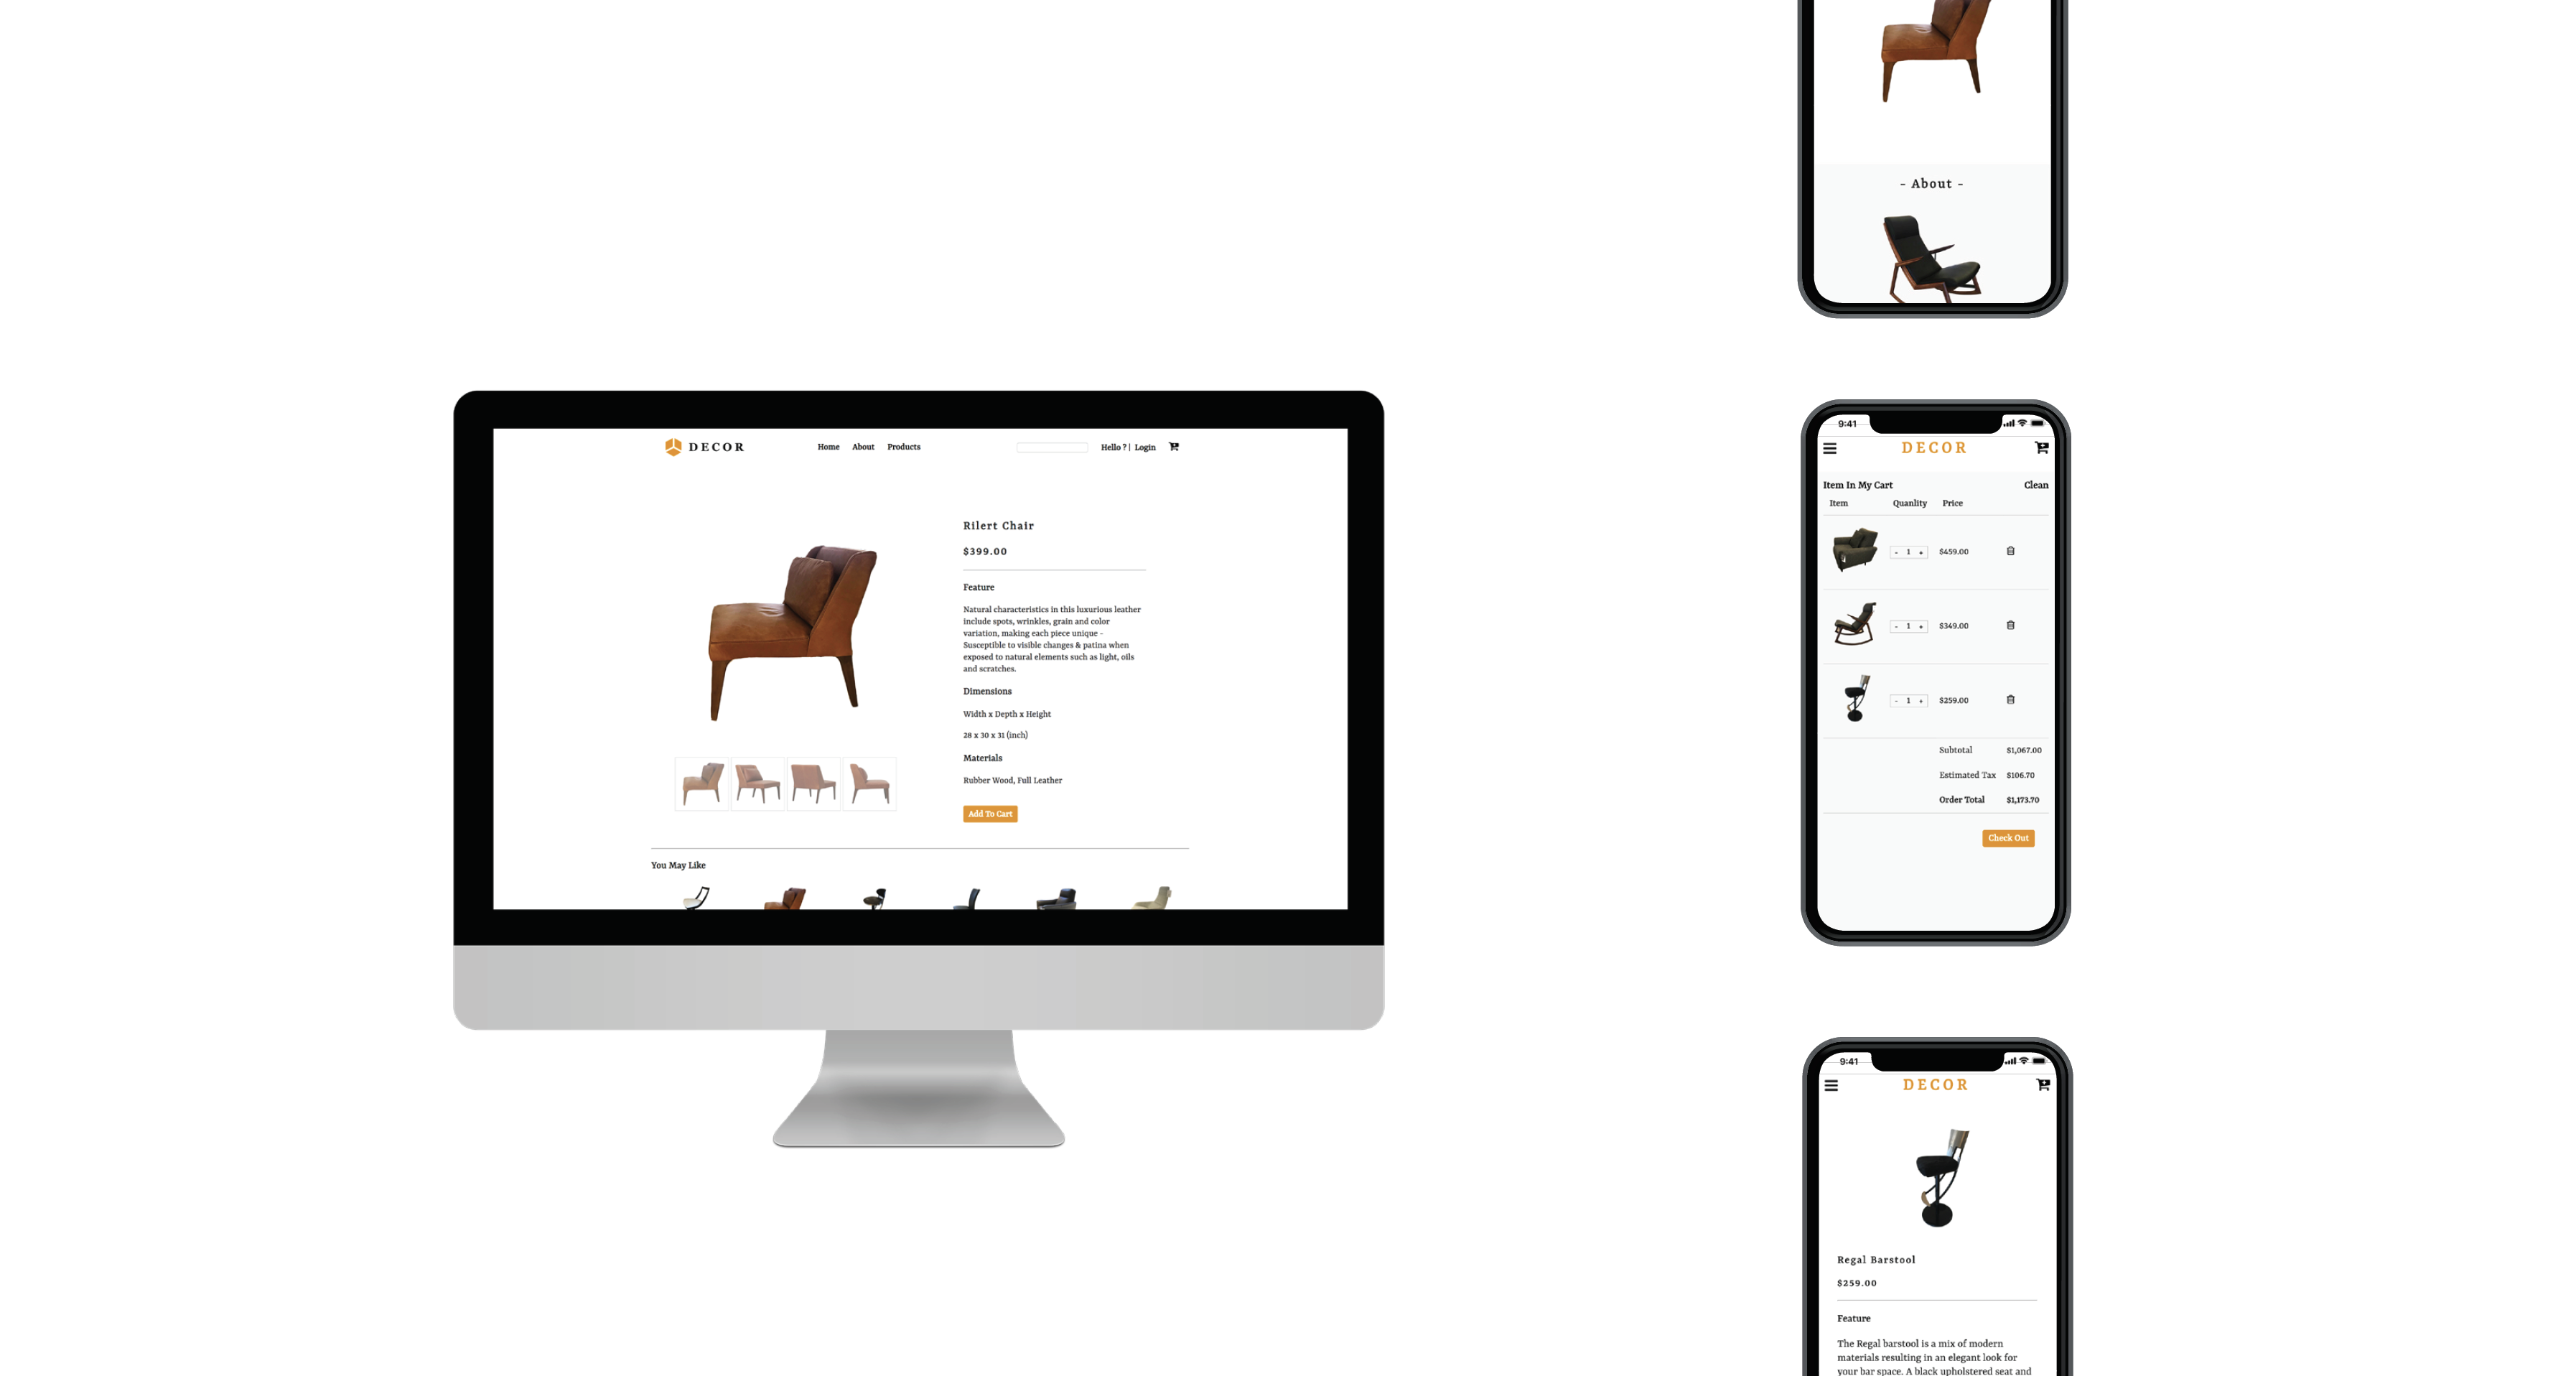 DECOR
Home About Products
Hello ? | Login
Rilert Chair
$399.00
Feature
Natural characteristics in this luxurious leather
include spots, wrinkles, grain and color
variation, making each piece unique -
Susceptible to visible changes & patina when
exposed to natural elements such as light, oils
and scratches.
Dimensions
Width x Depth x Height
28 x 30 x 31 (inch)
Materials
Rubber Wood, Full Leather
Add To Cart
You May Like
- About -
9:41
DECOR
Item In My Cart Clean
Item Quanlity Price
- 1 + $459.00
- 1 + $349.00
- 1 + $259.00
Subtotal $1,067.00
Estimated Tax $106.70
Order Total $1,173.70
Check Out
9:41
DECOR
Regal Barstool
$259.00
Feature
The Regal barstool is a mix of modern
materials resulting in an elegant look for
your bar space. A black upholstered seat and